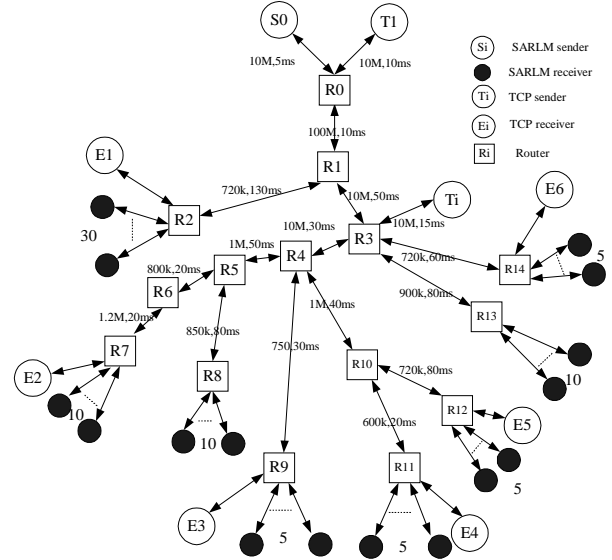 S0
T1
Si
SARLM sender
10M,5ms
10M,10ms
SARLM receiver
R0
Ti
TCP sender
100M,10ms
Ei
TCP receiver
E1
R1
Ri
Router
720k,130ms
10M,50ms
Ti
E6
R2
10M,15ms
30
10M,30ms
R3
1M,50ms
R4
720k,60ms
R14
5
800k,20ms
R5
R6
900k,80ms
1.2M,20ms
1M,40ms
R13
850k,80ms
750,30ms
R7
R10
E2
R8
720k,80ms
10
10
R12
600k,20ms
E5
10
R9
R11
5
E3
E4
5
5